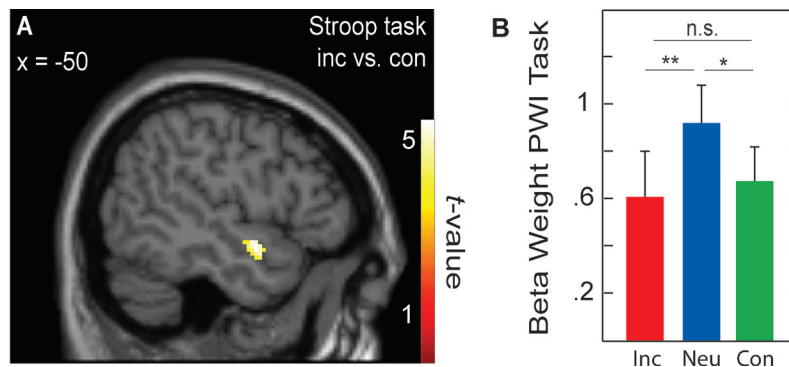 A
Stroop task
inc vs. con
x = -50
5
1
t-value
B
Beta Weight PWI Task
n.s.
** *
1
.6
.2
Inc Neu Con